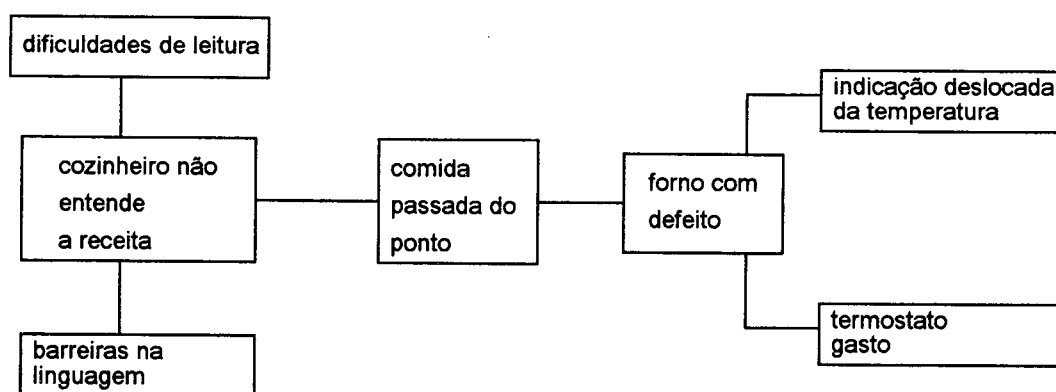 dificuldades de leitura
cozinheiro não
entende
a receita
barreiras na
linguagem
comida
passada do
ponto
forno com
defeito
indicação deslocada
da temperatura
termostato
gasto